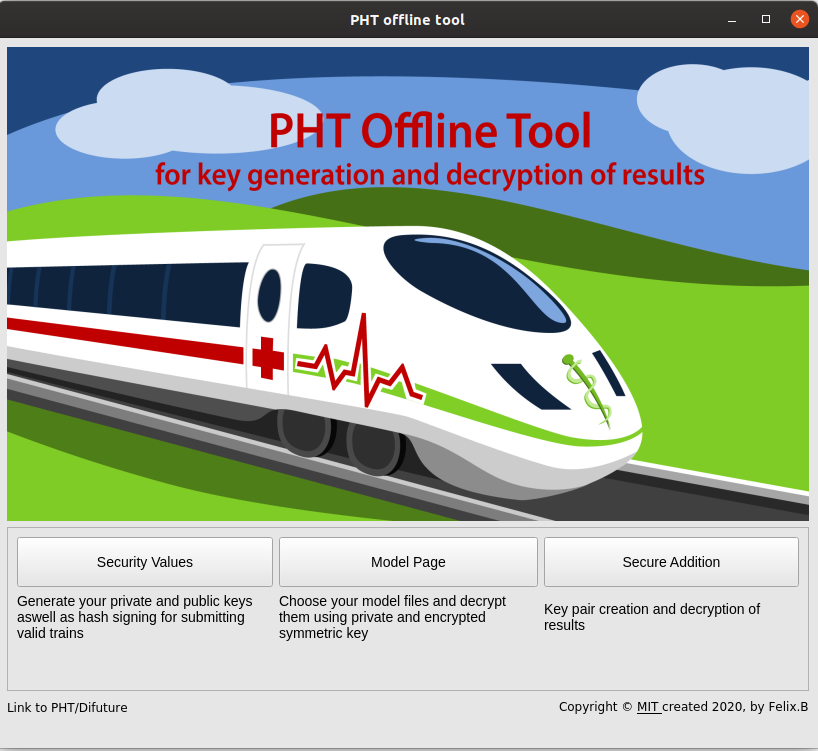 PHT offline tool
PHT Offline Tool
for key generation and decryption of results
Security Values
Model Page
Secure Addition
Generate your private and public keys
aswell as hash signing for submitting
valid trains
Choose your model files and decrypt
them using private and encrypted
symmetric key
Key pair creation and decryption of
results
Link to PHT/Difuture
Copyright © MIT created 2020, by Felix.B